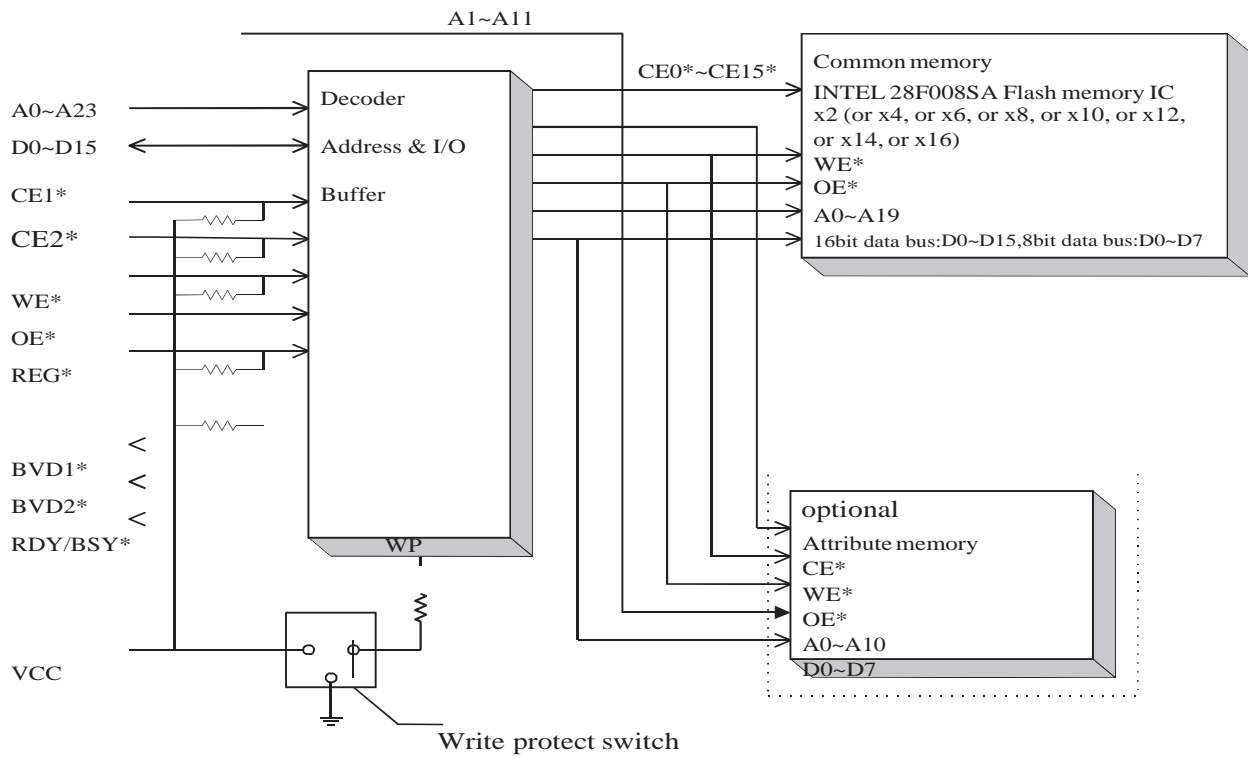 A1~A11
A0~A23
D0~D15
CE1*
CE2*
WE*
OE*
REG*
BVD1*
BVD2*
RDY/BSY*
VCC
Decoder
Address & I/O
Buffer
WP
Write protect switch
CE0*~CE15*
Common memory
INTEL 28F008SA Flash memory IC
x2 (or x4, or x6, or x8, or x10, or x12,
or x14, or x16)
WE*
OE*
A0~A19
16bit data bus:D0~D15,8bit data bus:D0~D7
optional
Attribute memory
CE*
WE*
OE*
A0~A10
D0~D7